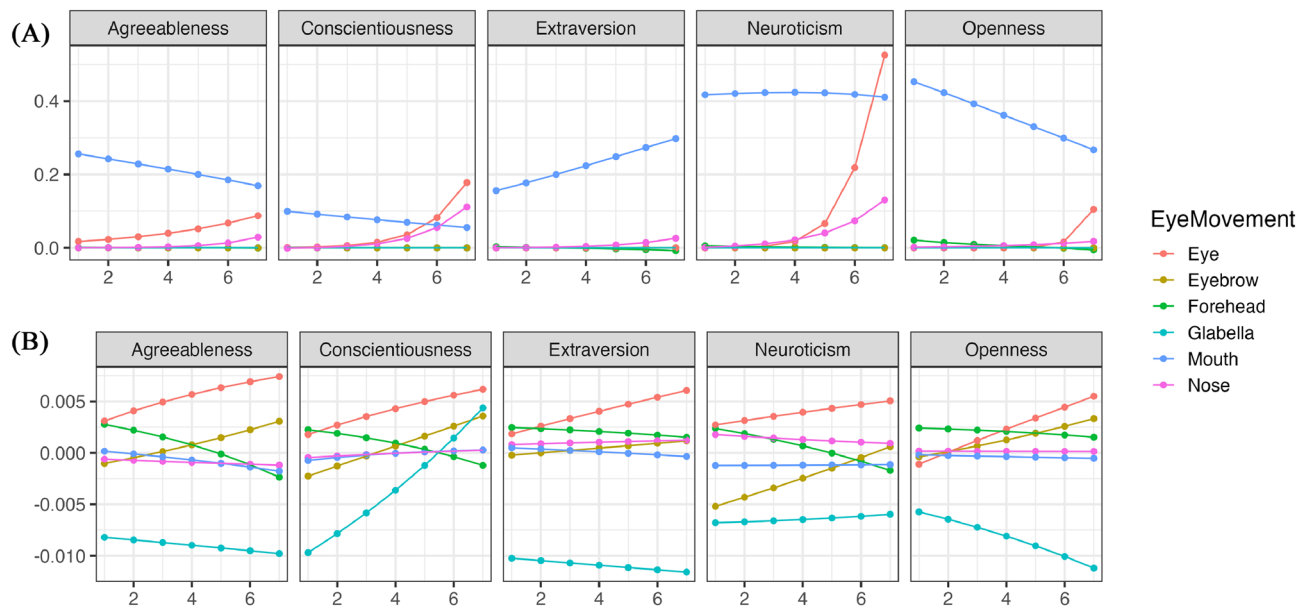 (A)
Agreeableness Conscientiousness Extraversion Neuroticism Openness
0.4
0.2
0.0
2 4 6 2 4 6 2 4 6 2 4 6 2 4 6
EyeMovement
Eye
Eyebrow
Forehead
Glabella
Mouth
Nose
(B)
Agreeableness Conscientiousness Extraversion Neuroticism Openness
0.005
0.000
-0.005
-0.010
2 4 6 2 4 6 2 4 6 2 4 6 2 4 6